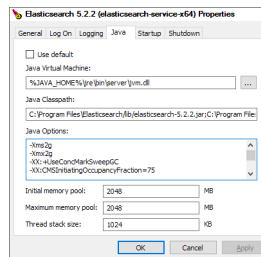 Elasticsearch 5.2.2 (elasticsearch-service-x64) Properties
General Log On Logging Java Startup Shutdown
Use default
Java Virtual Machine:
%JAVA_HOME%\jre\bin\server\jvm.dll
...
Java Classpath:
C:\Program Files\Elasticsearch/lib/elasticsearch-5.2.2.jar;C:\Program Files
Java Options:
-Xms2g
-Xmx2g
-XX:+UseConcMarkSweepGC
-XX:CMSInitiatingOccupancyFraction=75
Initial memory pool: 2048 MB
Maximum memory pool: 2048 MB
Thread stack size: 1024 KB
OK Cancel Apply